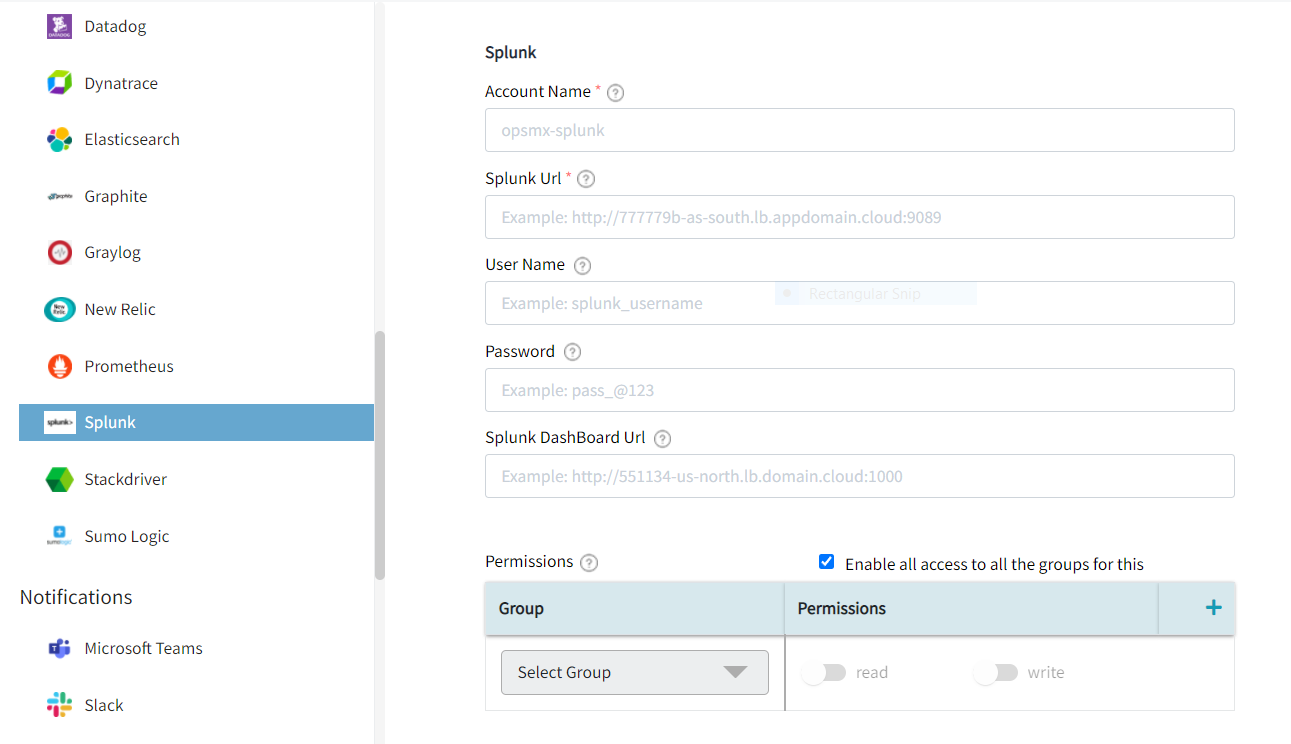 Datadog
Dynatrace
Elasticsearch
Graphite
Graylog
New Relic
Prometheus
Splunk
Stackdriver
Sumo Logic
Notifications
Microsoft Teams
Slack
Splunk
Account Name *
opsmx-splunk
Splunk Url *
Example: http://777779b-as-south.lb.appdomain.cloud:9089
User Name
Example: splunk_username
Rectangular Snip
Password
Example: pass_@123
Splunk DashBoard Url
Example: http://551134-us-north.lb.domain.cloud:1000
Permissions
Enable all access to all the groups for this
Group Permissions +
Select Group read write